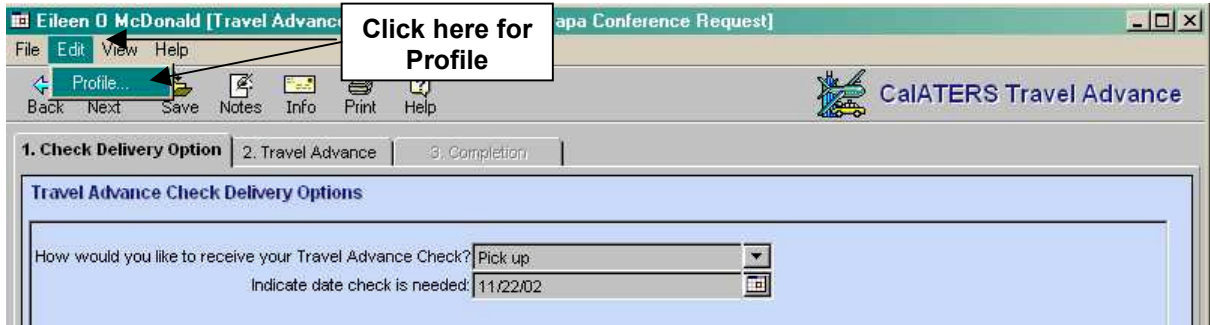 Eileen O McDonald [Travel Advanc apa Conference Request]
Click here for
Profile
File Edit View Help
Profile...
Back Next Save Notes Info Print Help
CalATERS Travel Advance
1. Check Delivery Option 2. Travel Advance 3. Completion
Travel Advance Check Delivery Options
How would you like to receive your Travel Advance Check? Pick up
Indicate date check is needed: 11/22/02